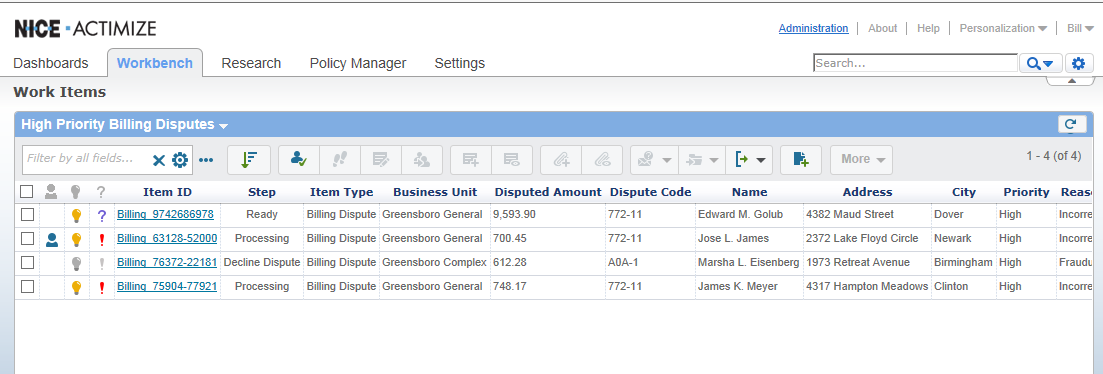 NICE • ACTIMIZE
Administration About Help Personalization Bill
Dashboards Workbench Research Policy Manager Settings Search...
Work Items
High Priority Billing Disputes
Filter by all fields... More 1 - 4 (of 4)
? Item ID Step Item Type Business Unit Disputed Amount Dispute Code Name Address City Priority Reaso
? Billing_9742686978 Ready Billing Dispute Greensboro General 9,593.90 772-11 Edward M. Golub 4382 Maud Street Dover High Incorre
! Billing_63128-52000 Processing Billing Dispute Greensboro General 700.45 772-11 Jose L. James 2372 Lake Floyd Circle Newark High Incorre
! Billing_76372-22181 Decline Dispute Billing Dispute Greensboro Complex 612.28 A0A-1 Marsha L. Eisenberg 1973 Retreat Avenue Birmingham High Fraudu
! Billing_75904-77921 Processing Billing Dispute Greensboro General 748.17 772-11 James K. Meyer 4317 Hampton Meadows Clinton High Incorre